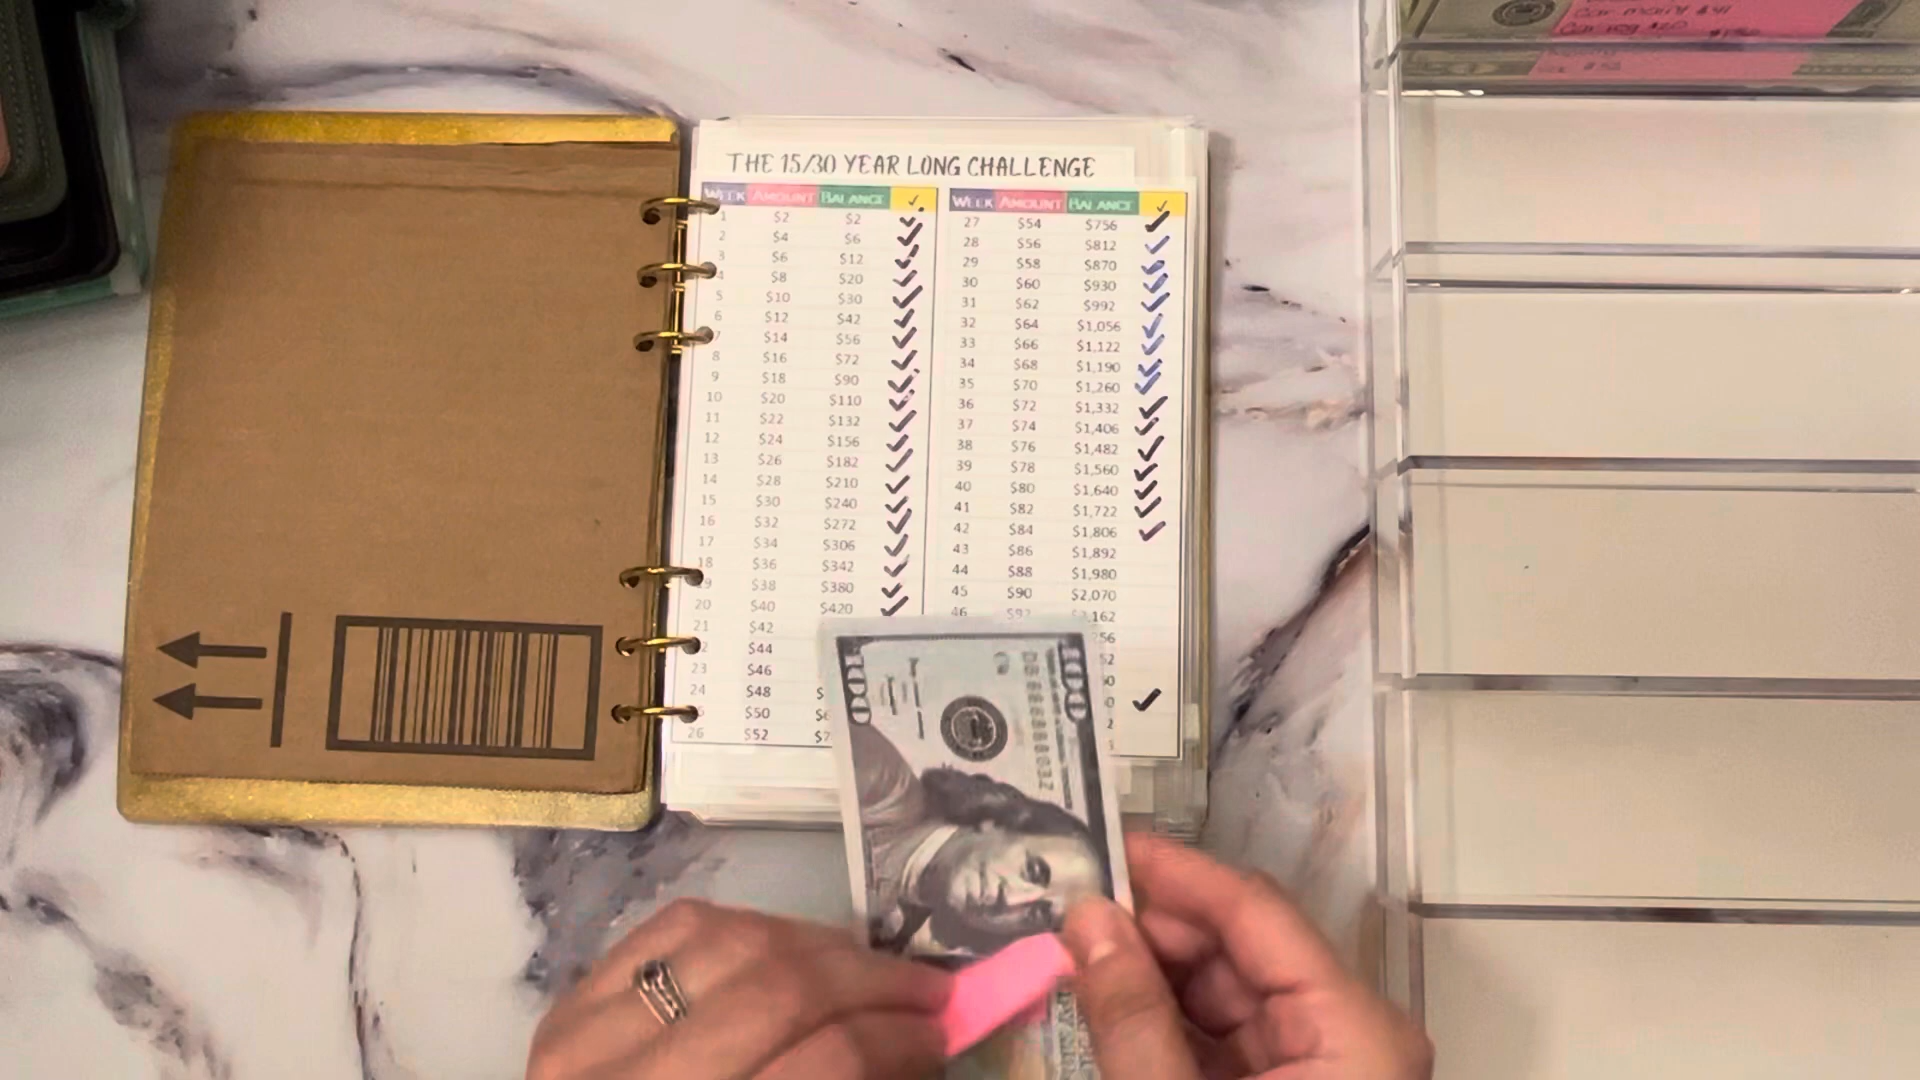 THE 15/30 YEAR LONG CHALLENGE
WEEK AMOUNT BALANCE ✓
1 $2 $2
2 $4 $6
3 $6 $12
4 $8 $20
5 $10 $30
6 $12 $42
7 $14 $56
8 $16 $72
9 $18 $90
10 $20 $110
11 $22 $132
12 $24 $156
13 $26 $182
14 $28 $210
15 $30 $240
16 $32 $272
17 $34 $306
18 $36 $342
19 $38 $380
20 $40 $420
21 $42
$44
23 $46
24 $48
$50
26 $52
WEEK AMOUNT BALANCE ✓
27 $54 $756
28 $56 $812
29 $58 $870
30 $60 $930
31 $62 $992
32 $64 $1,056
33 $66 $1,122
34 $68 $1,190
35 $70 $1,260
36 $72 $1,332
37 $74 $1,406
38 $76 $1,482
39 $78 $1,560
40 $80 $1,640
41 $82 $1,722
42 $84 $1,806
43 $86 $1,892
44 $88 $1,980
45 $90 $2,070
46 $92
100
100